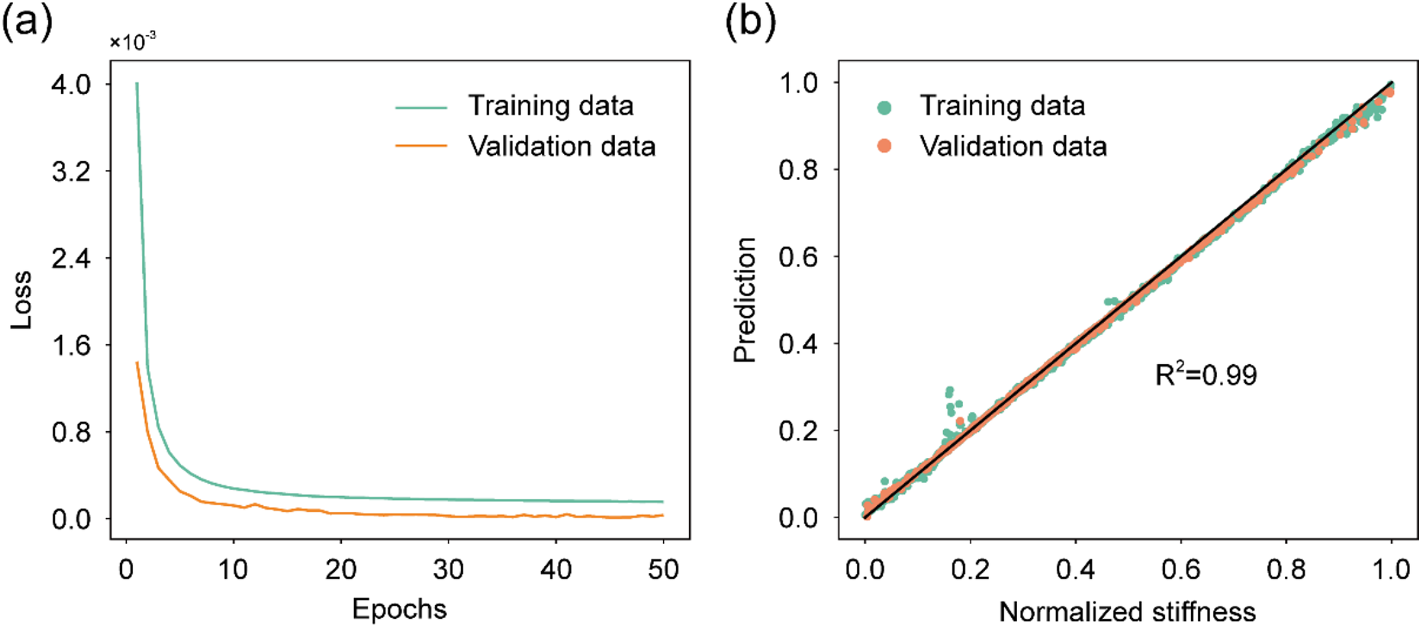 (a)
×10⁻³
4.0
3.2
2.4
1.6
0.8
0.0
Loss
0 10 20 30 40 50
Epochs
Training data
Validation data
(b)
1.0
0.8
0.6
0.4
0.2
0.0
Prediction
0.0 0.2 0.4 0.6 0.8 1.0
Normalized stiffness
Training data
Validation data
R²=0.99